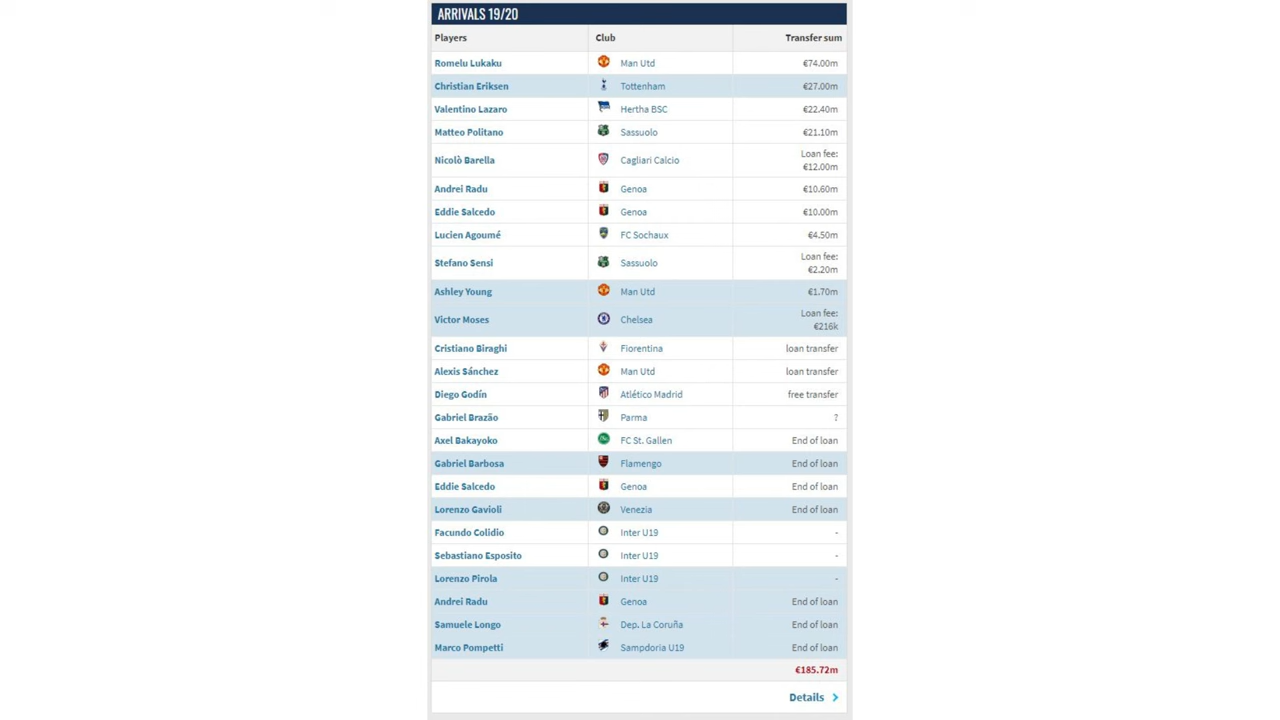 ARRIVALS 19/20
Players Club Transfer sum
Romelu Lukaku Man Utd €74.00m
Christian Eriksen Tottenham €27.00m
Valentino Lazaro Hertha BSC €22.40m
Matteo Politano Sassuolo €21.10m
Nicolò Barella Cagliari Calcio Loan fee:
€12.00m
Andrei Radu Genoa €10.60m
Eddie Salcedo Genoa €10.00m
Lucien Agoumé FC Sochaux €4.50m
Stefano Sensi Sassuolo Loan fee:
€2.20m
Ashley Young Man Utd €1.70m
Victor Moses Chelsea Loan fee:
€216k
Cristiano Biraghi Fiorentina loan transfer
Alexis Sánchez Man Utd loan transfer
Diego Godín Atlético Madrid free transfer
Gabriel Brazão Parma ?
Axel Bakayoko FC St. Gallen End of loan
Gabriel Barbosa Flamengo End of loan
Eddie Salcedo Genoa End of loan
Lorenzo Gavioli Venezia End of loan
Facundo Colidio Inter U19 -
Sebastiano Esposito Inter U19 -
Lorenzo Pirola Inter U19 -
Andrei Radu Genoa End of loan
Samuele Longo Dep. La Coruña End of loan
Marco Pompetti Sampdoria U19 End of loan
€185.72m
Details